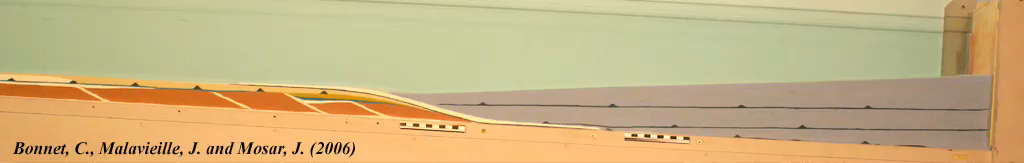 Bonnet, C., Malavieille, J. and Mosar, J. (2006)